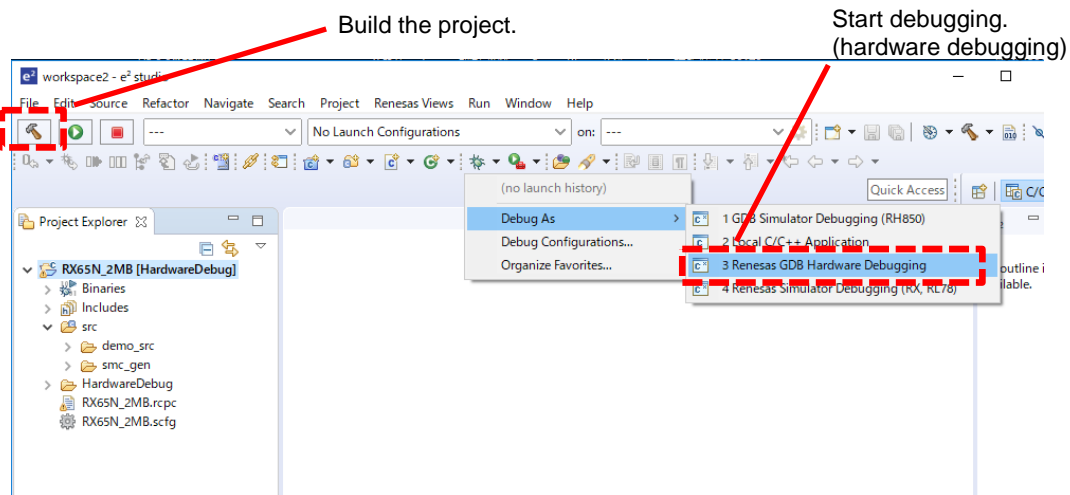 Build the project.
Start debugging.
(hardware debugging)
e² workspace2 - e² studio
File Edit Source Refactor Navigate Search Project Renesas Views Run Window Help
--- No Launch Configurations on: ---
Quick Access C/C
(no launch history)
Project Explorer
Debug As
1 GDB Simulator Debugging (RH850)
Debug Configurations...
2 Local C/C++ Application
Organize Favorites...
3 Renesas GDB Hardware Debugging
4 Renesas Simulator Debugging (RX, RL78)
outline i
ilable.
RX65N_2MB [HardwareDebug]
Binaries
Includes
src
demo_src
smc_gen
HardwareDebug
RX65N_2MB.rcpc
RX65N_2MB.scfg